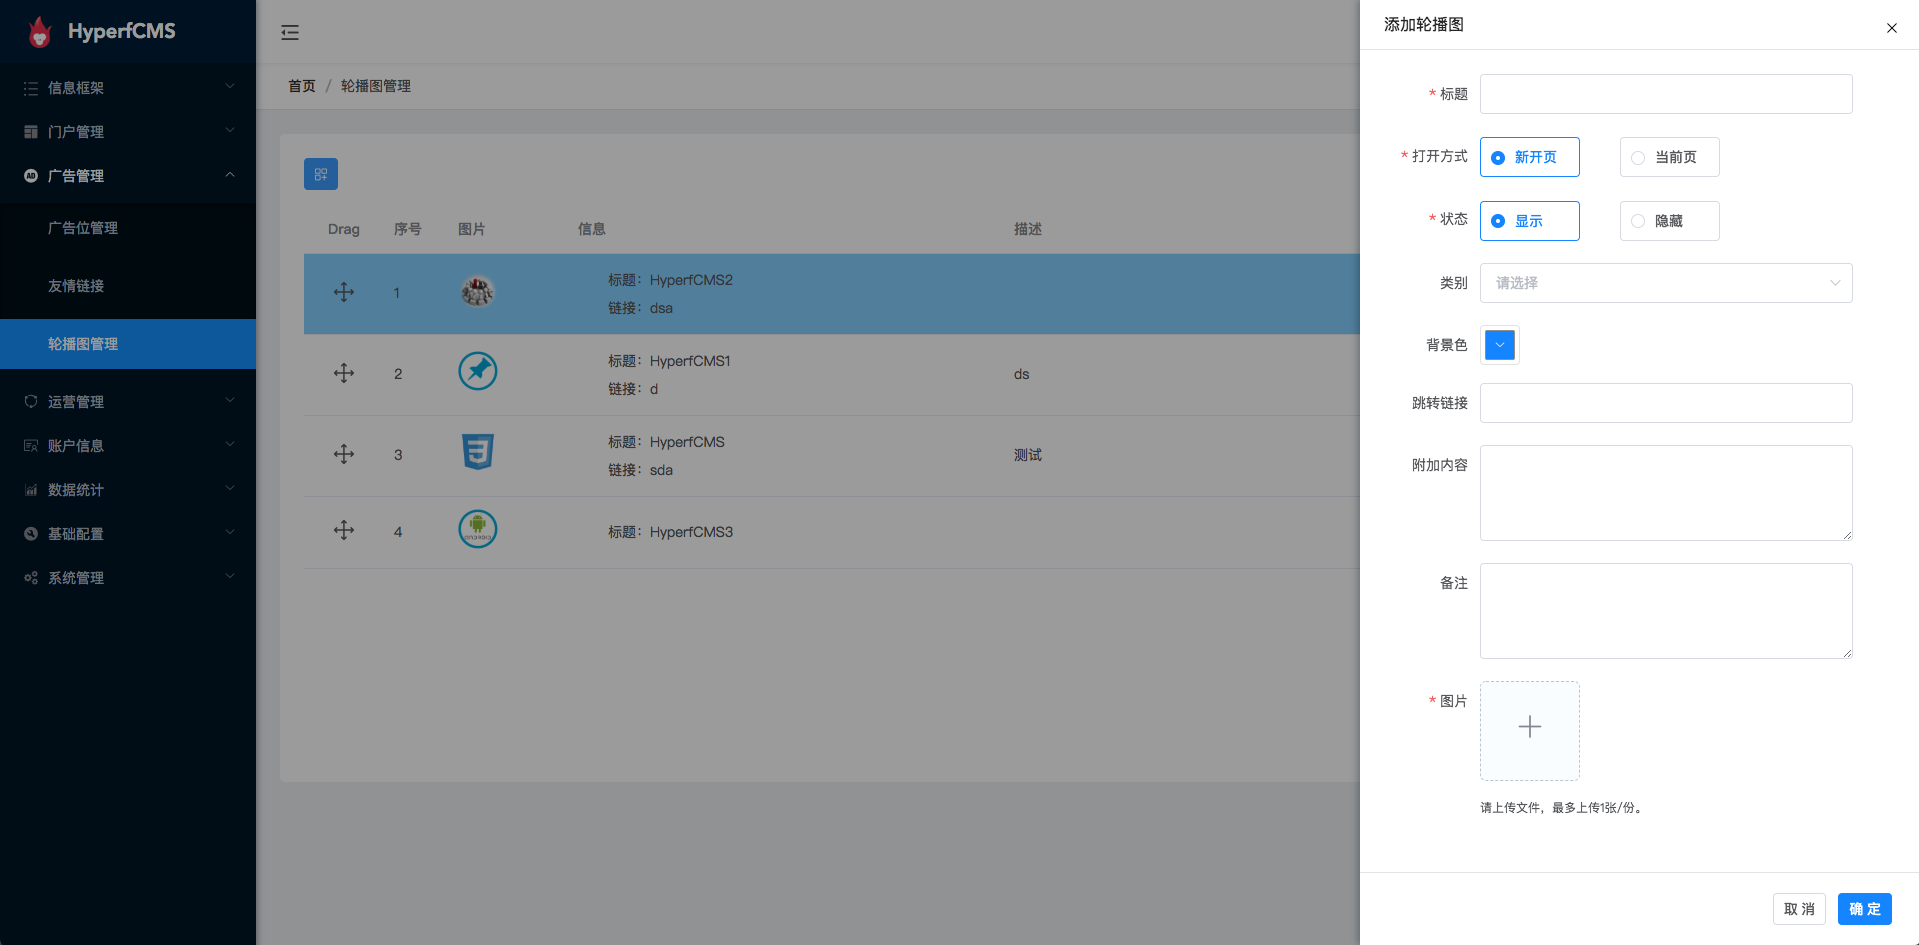 HyperfCMS
信息框架
门户管理
广告管理
广告位管理
友情链接
轮播图管理
运营管理
账户信息
数据统计
基础配置
系统管理
首页 / 轮播图管理
Drag 序号 图片 信息 描述
1 标题：HyperfCMS2
链接：dsa
2 标题：HyperfCMS1 ds
链接：d
3 标题：HyperfCMS 测试
链接：sda
4 标题：HyperfCMS3
添加轮播图
* 标题
* 打开方式 新开页 当前页
* 状态 显示 隐藏
类别 请选择
背景色
跳转链接
附加内容
备注
* 图片
请上传文件，最多上传1张/份。
取 消 确 定